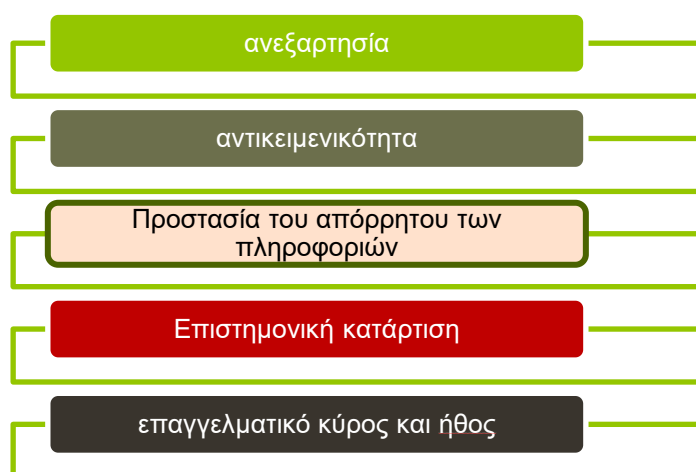 ανεξαρτησία
αντικειμενικότητα
Προστασία του απόρρητου των
πληροφοριών
Επιστημονική κατάρτιση
επαγγελματικό κύρος και ήθος